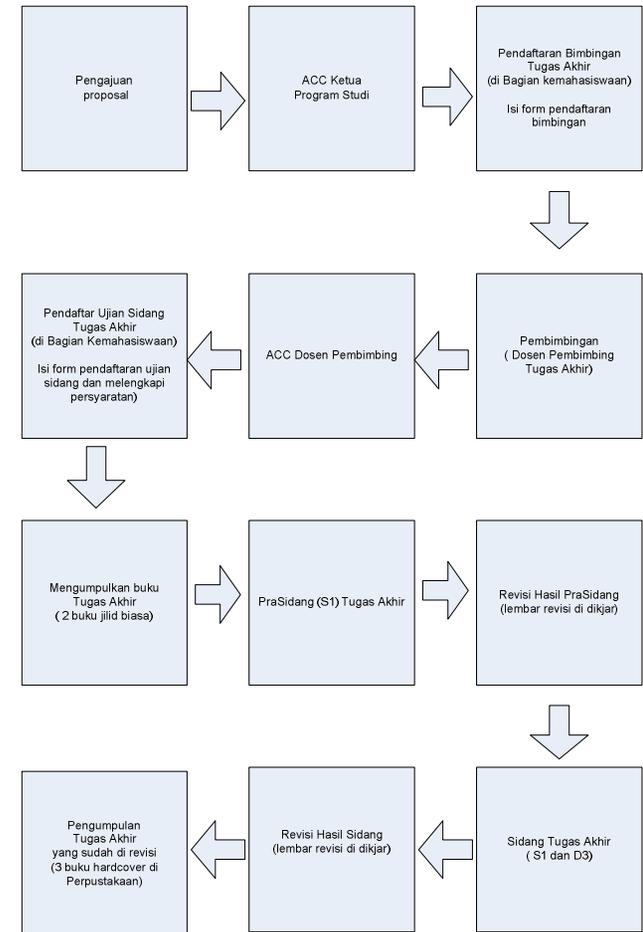 Pengajuan
proposal
ACC Ketua
Program Studi
Pendaftaran Bimbingan
Tugas Akhir
(di Bagian kemahasiswaan)
Isi form pendaftaran
bimbingan
Pembimbingan
( Dosen Pembimbing
Tugas Akhir)
ACC Dosen Pembimbing
Pendaftar Ujian Sidang
Tugas Akhir
(di Bagian Kemahasiswaan)
Isi form pendaftaran ujian
sidang dan melengkapi
persyaratan)
Mengumpulkan buku
Tugas Akhir
( 2 buku jilid biasa)
PraSidang (S1) Tugas Akhir
Revisi Hasil PraSidang
(lembar revisi di dikjar)
Sidang Tugas Akhir
( S1 dan D3)
Revisi Hasil Sidang
(lembar revisi di dikjar)
Pengumpulan
Tugas Akhir
yang sudah di revisi
(3 buku hardcover di
Perpustakaan)